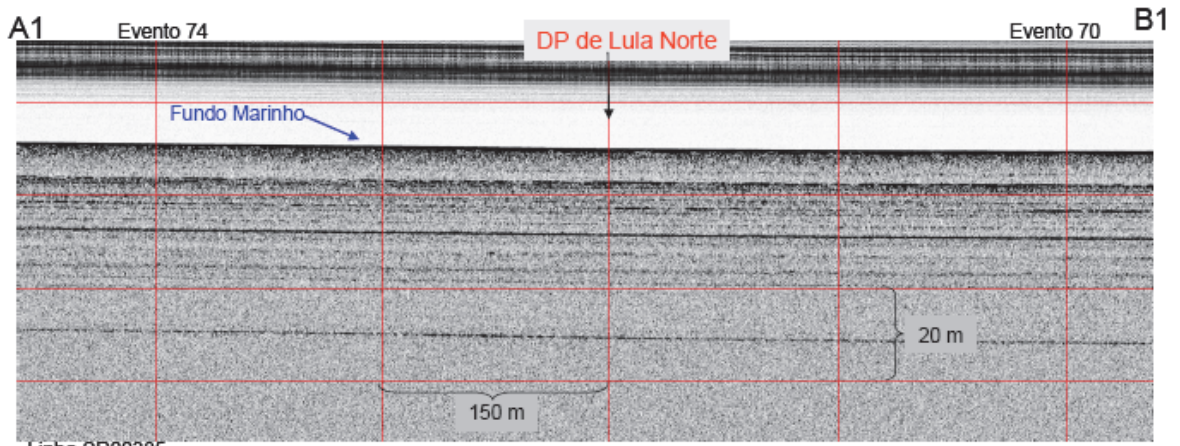 A1
Evento 74
DP de Lula Norte
Evento 70
B1
Fundo Marinho
20 m
150 m